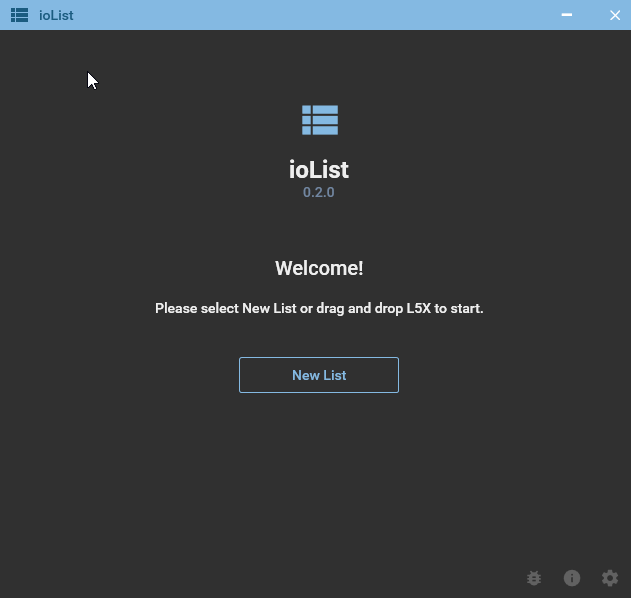 ioList
ioList
0.2.0
Welcome!
Please select New List or drag and drop L5X to start.
New List